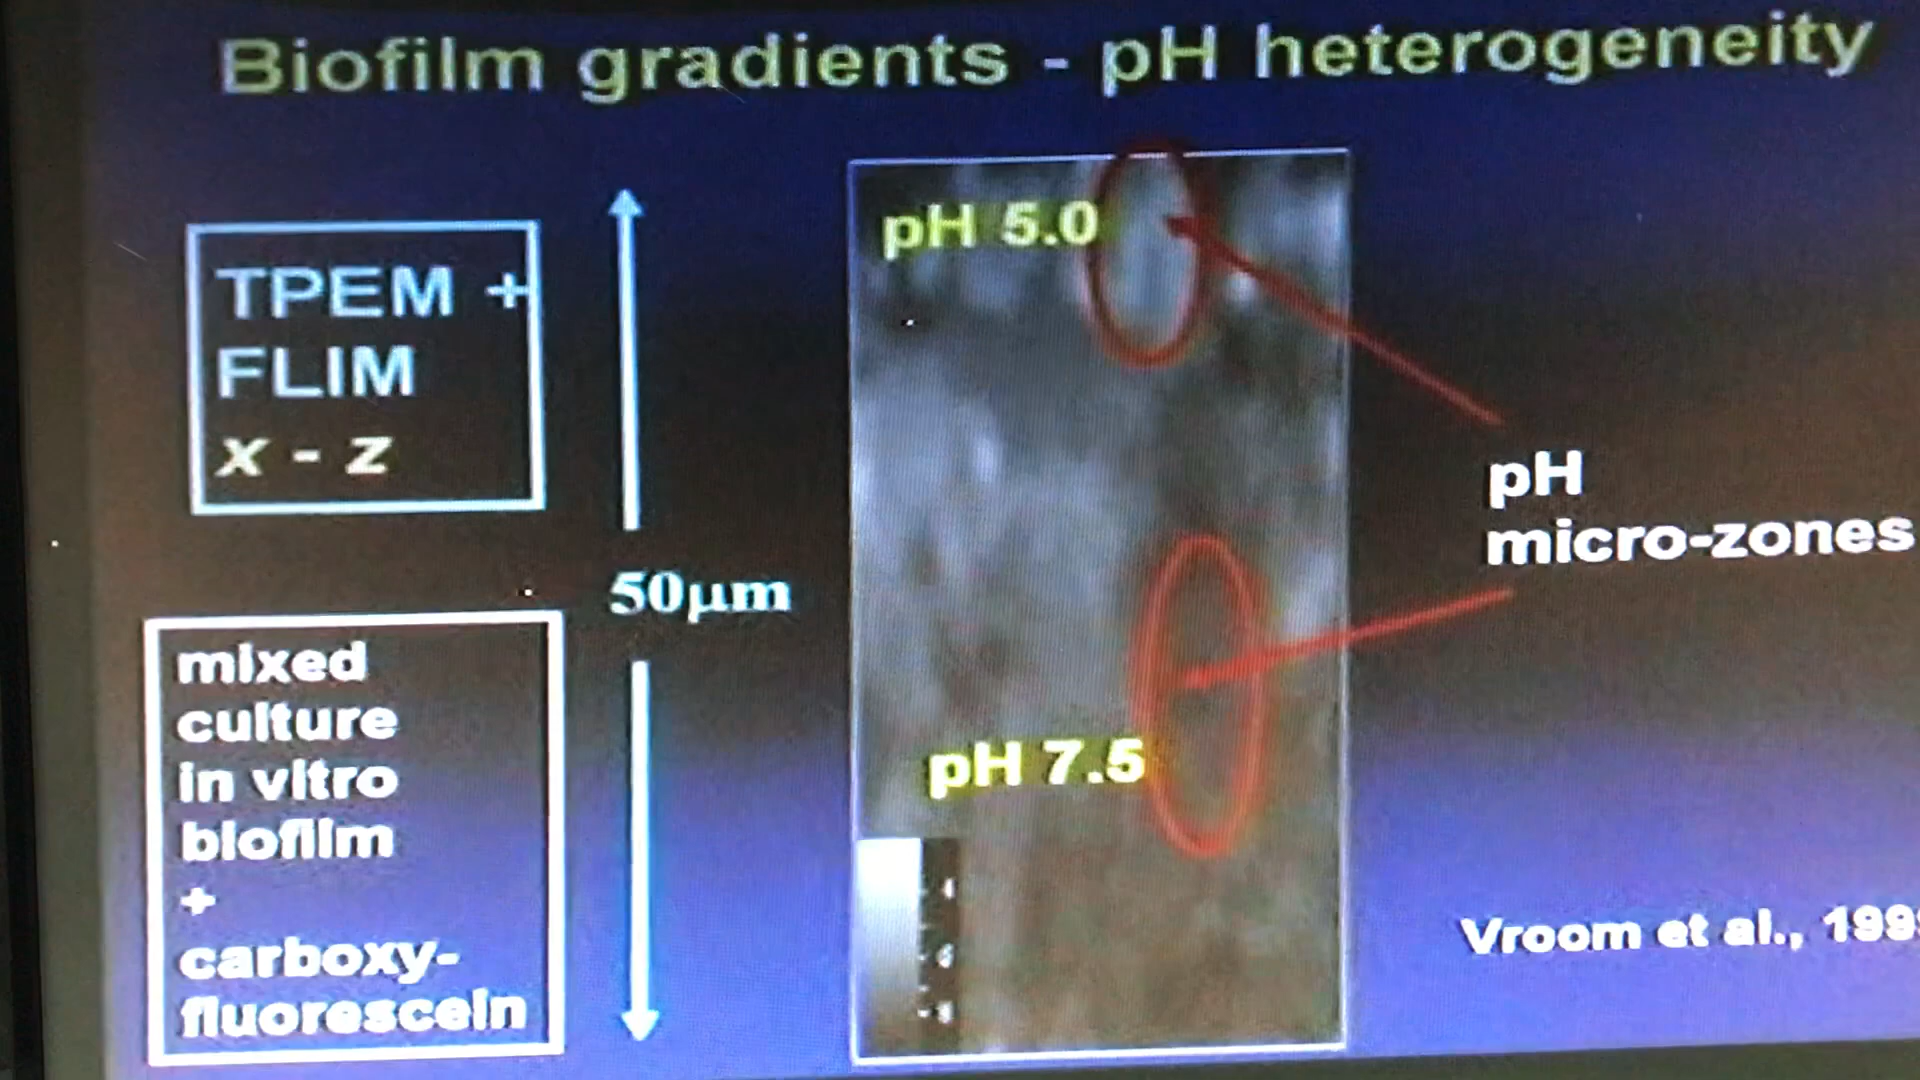 Biofilm gradients - pH heterogeneity
TPEM +
FLIM
x - z
50µm
mixed
culture
in vitro
biofilm
+
carboxy-
fluorescein
pH 5.0
pH 7.5
pH
micro-zones
Vroom et al.,